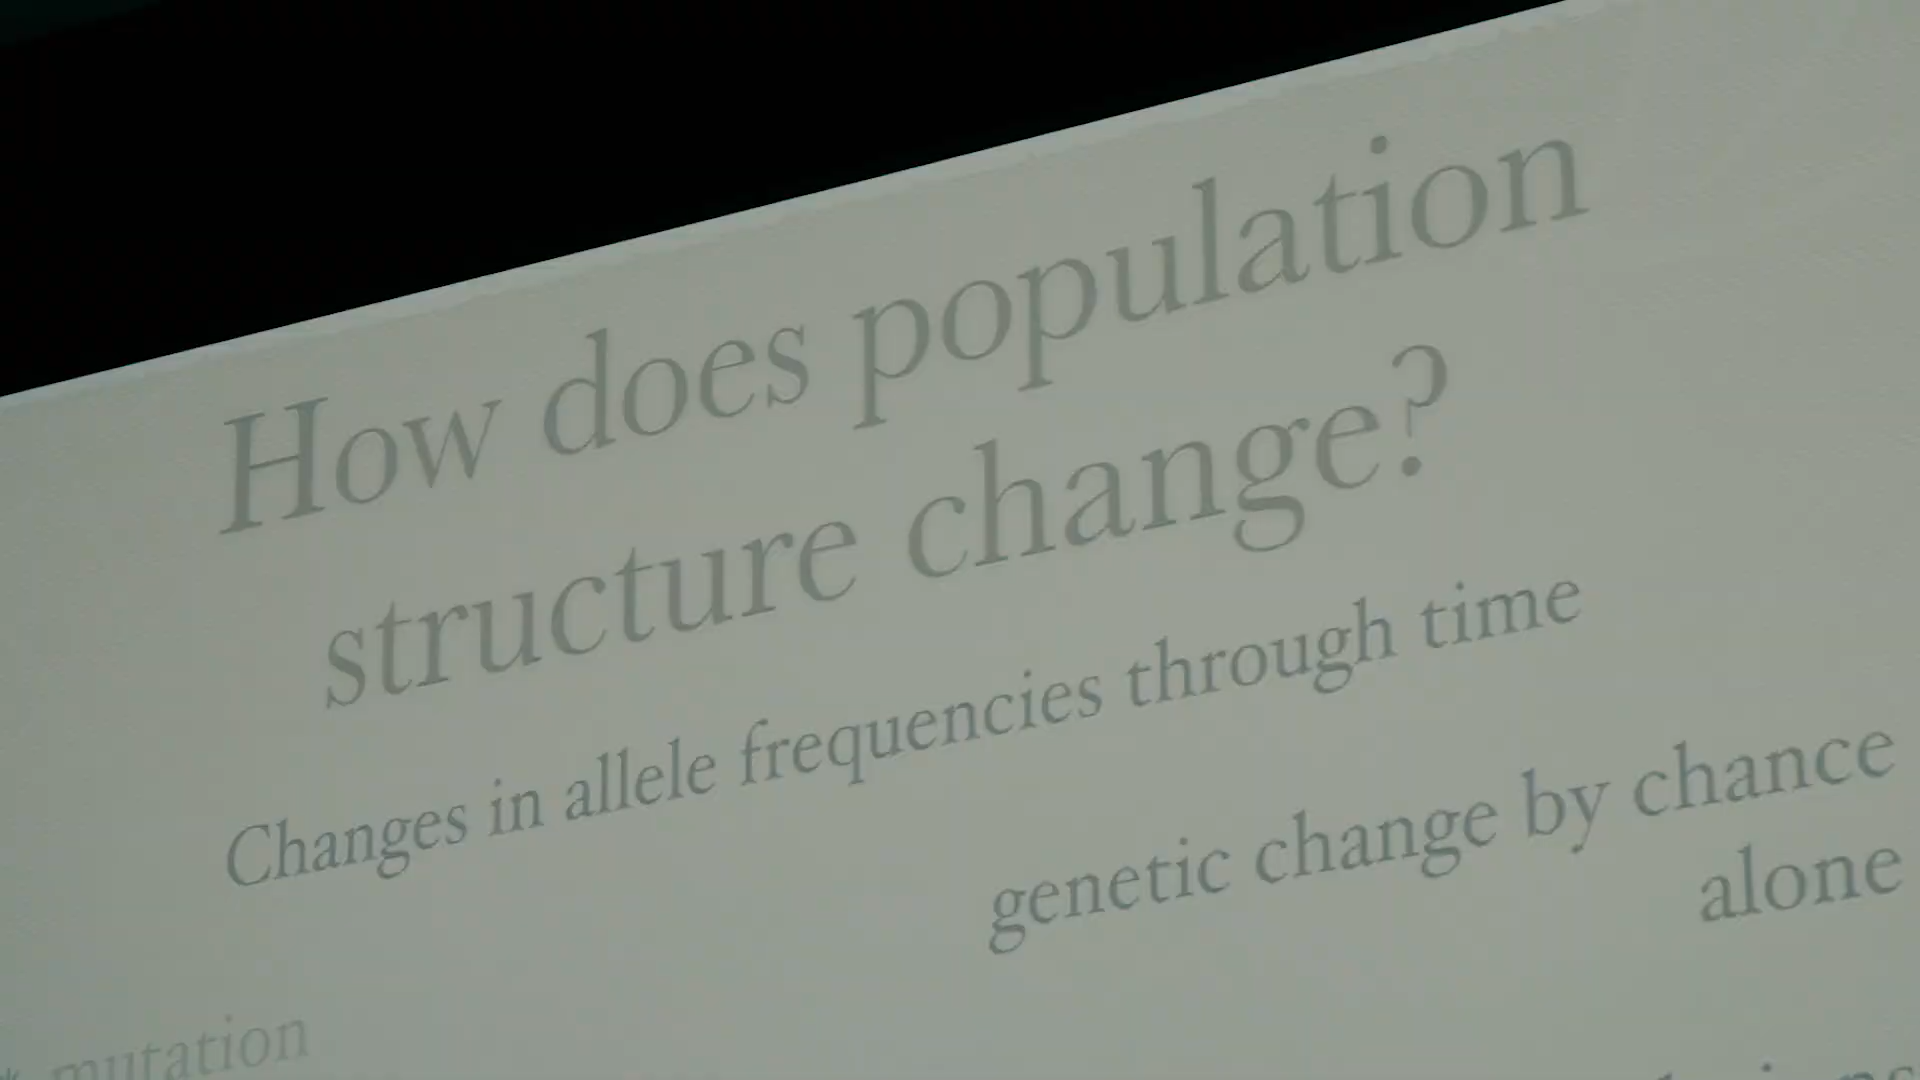 How does population
structure change?
Changes in allele frequencies through time
genetic change by chance
alone
* mutation